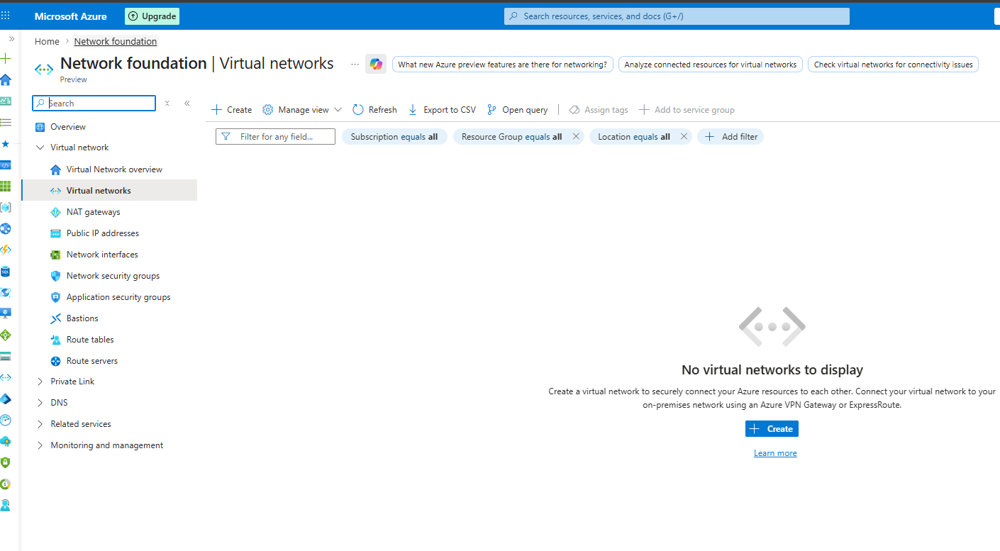 Microsoft Azure Upgrade Search resources, services, and docs (G+/)
Home > Network foundation
Network foundation | Virtual networks ... What new Azure preview features are there for networking? Analyze connected resources for virtual networks Check virtual networks for connectivity issues
Preview
Search
Create Manage view Refresh Export to CSV Open query | Assign tags Add to service group
Filter for any field... Subscription equals all Resource Group equals all Location equals all Add filter
Overview
Virtual network
Virtual Network overview
Virtual networks
NAT gateways
Public IP addresses
Network interfaces
Network security groups
Application security groups
Bastions
Route tables
Route servers
Private Link
DNS
Related services
Monitoring and management
No virtual networks to display
Create a virtual network to securely connect your Azure resources to each other. Connect your virtual network to your
on-premises network using an Azure VPN Gateway or ExpressRoute.
Create
Learn more